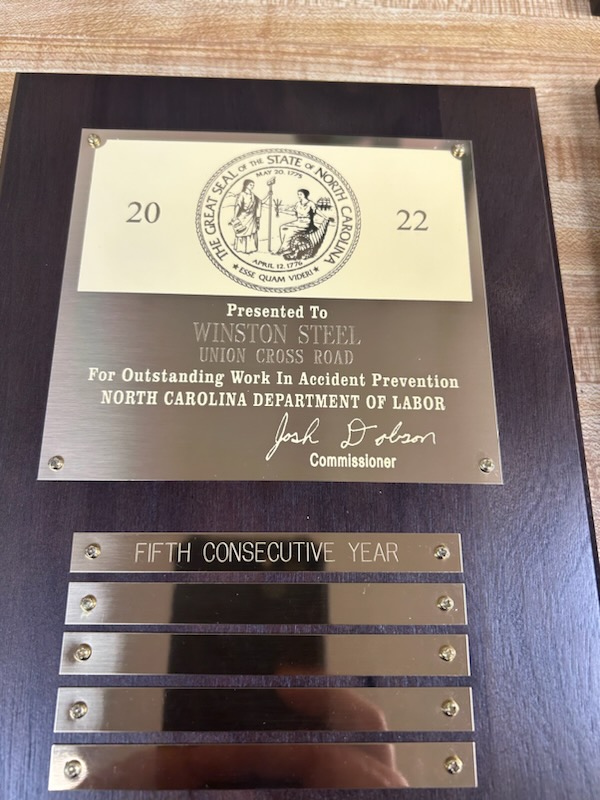 THE GREAT SEAL OF THE STATE OF NORTH CAROLINA
MAY 20, 1775
20
22
APRIL 12, 1776
★ ESSE QUAM VIDERI ★
Presented To
WINSTON STEEL
UNION CROSS ROAD
For Outstanding Work In Accident Prevention
NORTH CAROLINA DEPARTMENT OF LABOR
Josh Dobson
Commissioner
FIFTH CONSECUTIVE YEAR